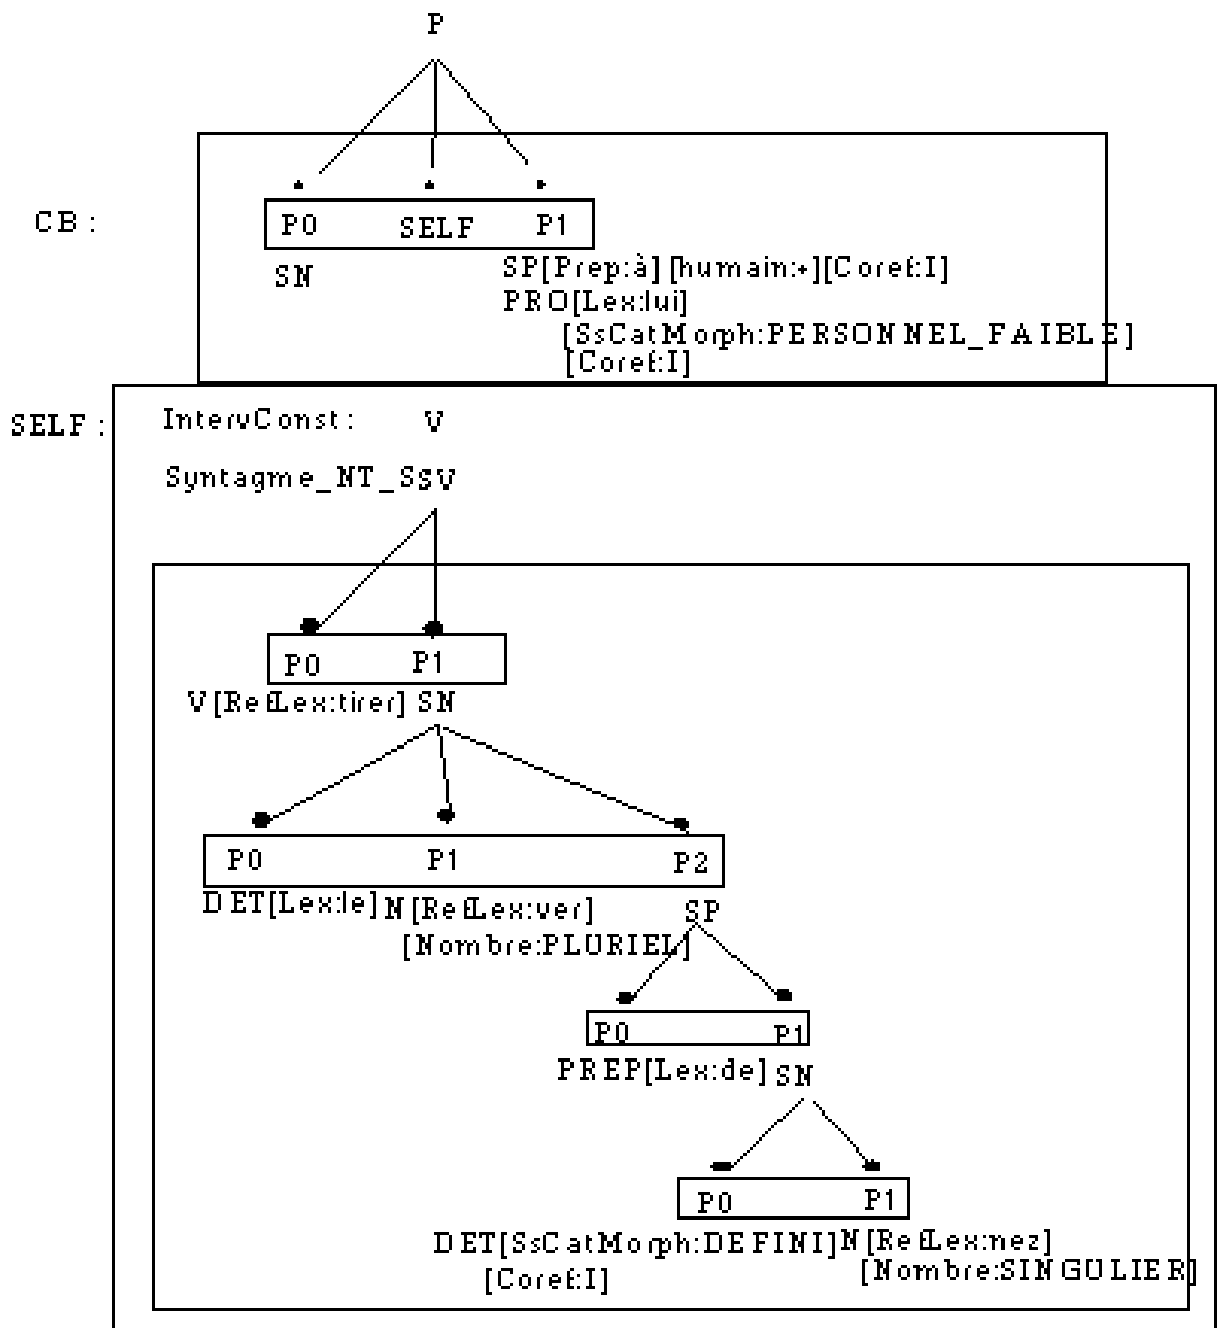 P
CB :
P0 SELF P1
SN
SP[Prep:à] [humain:+][Coref:I]
PRO[Lex:lui]
[SsCatMorph:PERSONNEL_FAIBLE]
[Coref:I]
SELF :
IntervConst : V
Syntagme_NT_SsV
P0 P1
V[RefLex:tirer] SN
P0 P1 P2
DET[Lex:le] N[RefLex:ver] SP
[Nombre:PLURIEL]
P0 P1
PREP[Lex:de] SN
P0 P1
DET[SsCatMorph:DEFINI] N[RefLex:nez]
[Coref:I] [Nombre:SINGULIER]